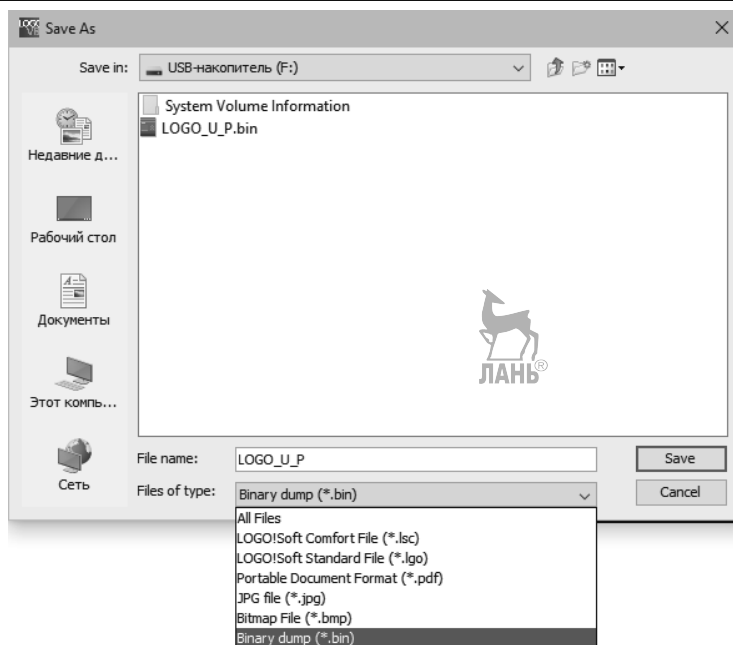 Save As
Save in: USB-накопитель (F:)
System Volume Information
LOGO_U_P.bin
Недавние д...
Рабочий стол
Документы
Этот компь...
Сеть
ЛАНЬ®
File name: LOGO_U_P Save
Files of type: Binary dump (*.bin) Cancel
All Files
LOGO!Soft Comfort File (*.lsc)
LOGO!Soft Standard File (*.lgo)
Portable Document Format (*.pdf)
JPG file (*.jpg)
Bitmap File (*.bmp)
Binary dump (*.bin)